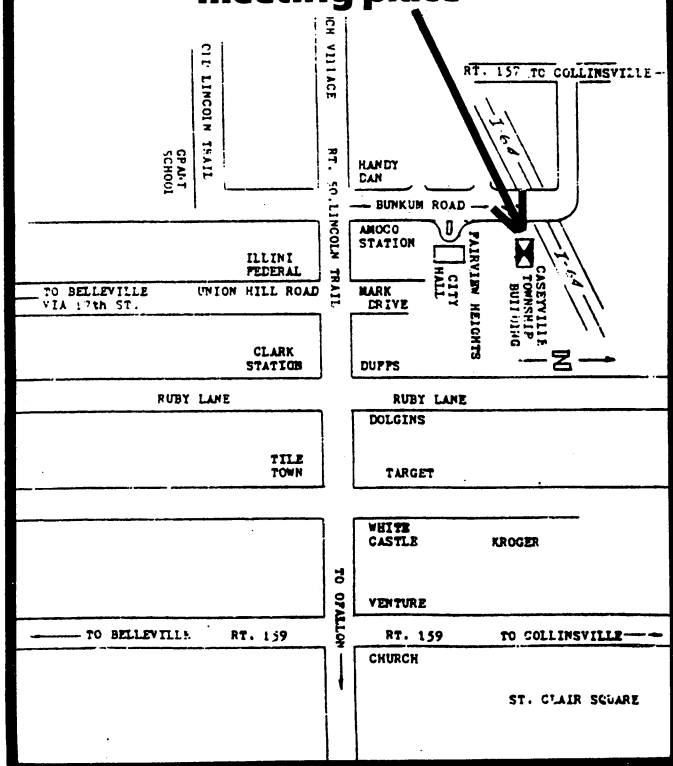 meeting place
VILLAGE
RT. 50, LINCOLN TRAIL
LINCOLN TRAIL
SCHOOL
RT. 157 TO COLLINSVILLE
I-64
HANDY
DAN
BUNKUM ROAD
AMOCO
STATION
CITY
HALL
FAIRVIEW HEIGHTS
CASEYVILLE
TOWNSHIP
BUILDING
I-64
N
ILLINI
FEDERAL
TO BELLEVILLE
VIA 17th ST.
UNION HILL ROAD
MARK
DRIVE
CLARK
STATION
DUFFS
RUBY LANE
RUBY LANE
DOLGINS
TILE
TOWN
TARGET
WHITE
CASTLE
KROGER
TO OFALLON
VENTURE
TO BELLEVILLE RT. 159
RT. 159 TO COLLINSVILLE
CHURCH
ST. CLAIR SQUARE